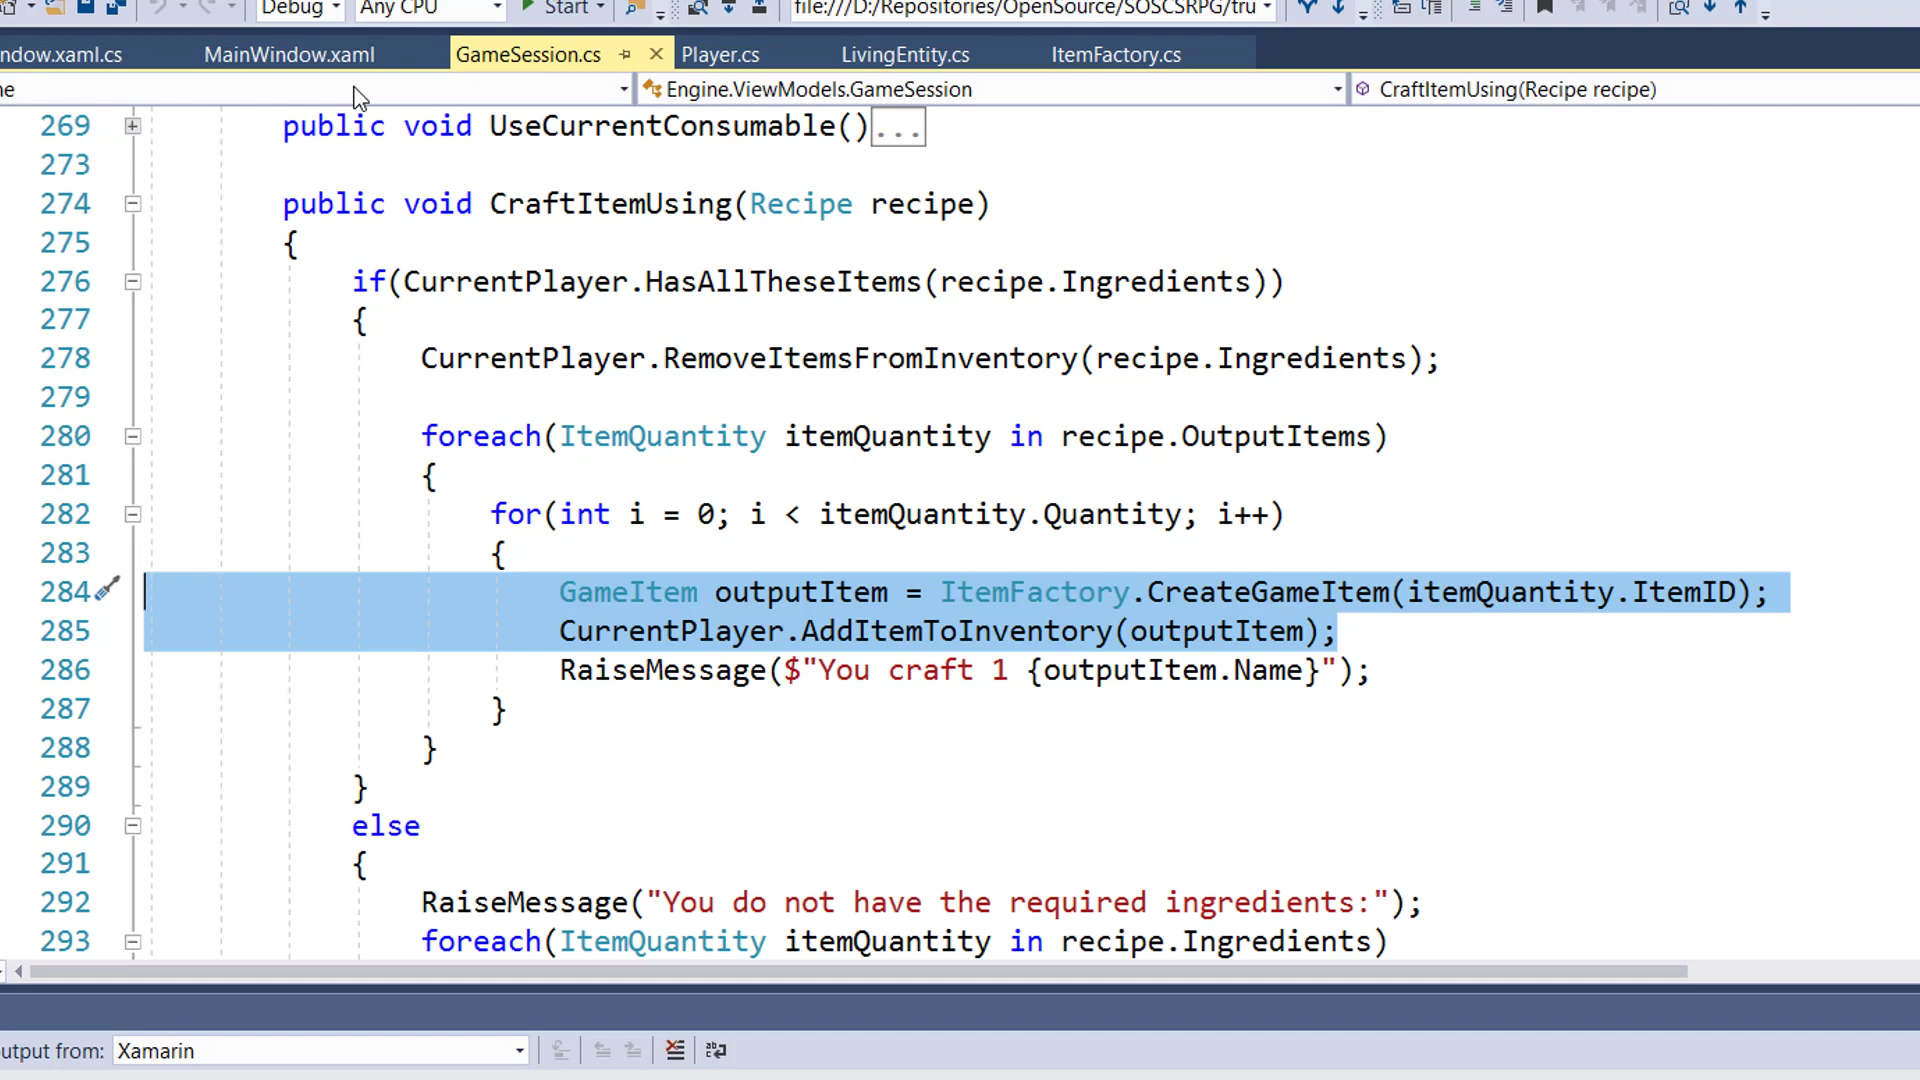 Debug Any CPU Start file:///D:/Repositories/OpenSource/SOSCSRPG/tru
ndow.xaml.cs MainWindow.xaml GameSession.cs Player.cs LivingEntity.cs ItemFactory.cs
ne Engine.ViewModels.GameSession CraftItemUsing(Recipe recipe)
269 public void UseCurrentConsumable()...
273
274 public void CraftItemUsing(Recipe recipe)
275 {
276 if(CurrentPlayer.HasAllTheseItems(recipe.Ingredients))
277 {
278 CurrentPlayer.RemoveItemsFromInventory(recipe.Ingredients);
279
280 foreach(ItemQuantity itemQuantity in recipe.OutputItems)
281 {
282 for(int i = 0; i < itemQuantity.Quantity; i++)
283 {
284 GameItem outputItem = ItemFactory.CreateGameItem(itemQuantity.ItemID);
285 CurrentPlayer.AddItemToInventory(outputItem);
286 RaiseMessage($"You craft 1 {outputItem.Name}");
287 }
288 }
289 }
290 else
291 {
292 RaiseMessage("You do not have the required ingredients:");
293 foreach(ItemQuantity itemQuantity in recipe.Ingredients)
utput from: Xamarin